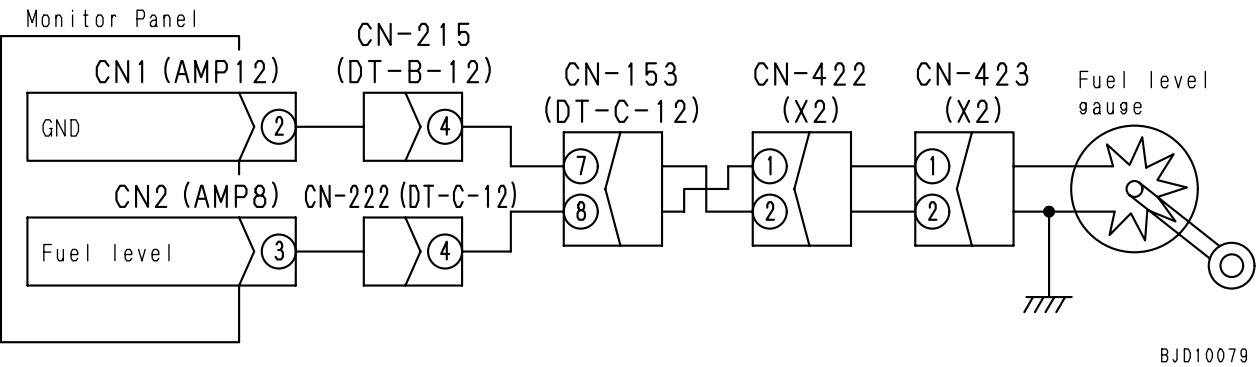 Monitor Panel
CN1 (AMP12)
GND
2
CN2 (AMP8)
Fuel level
3
CN-215
(DT-B-12)
4
CN-222 (DT-C-12)
4
CN-153
(DT-C-12)
7
8
CN-422
(X2)
1
2
CN-423
(X2)
1
2
Fuel level
gauge
BJD10079